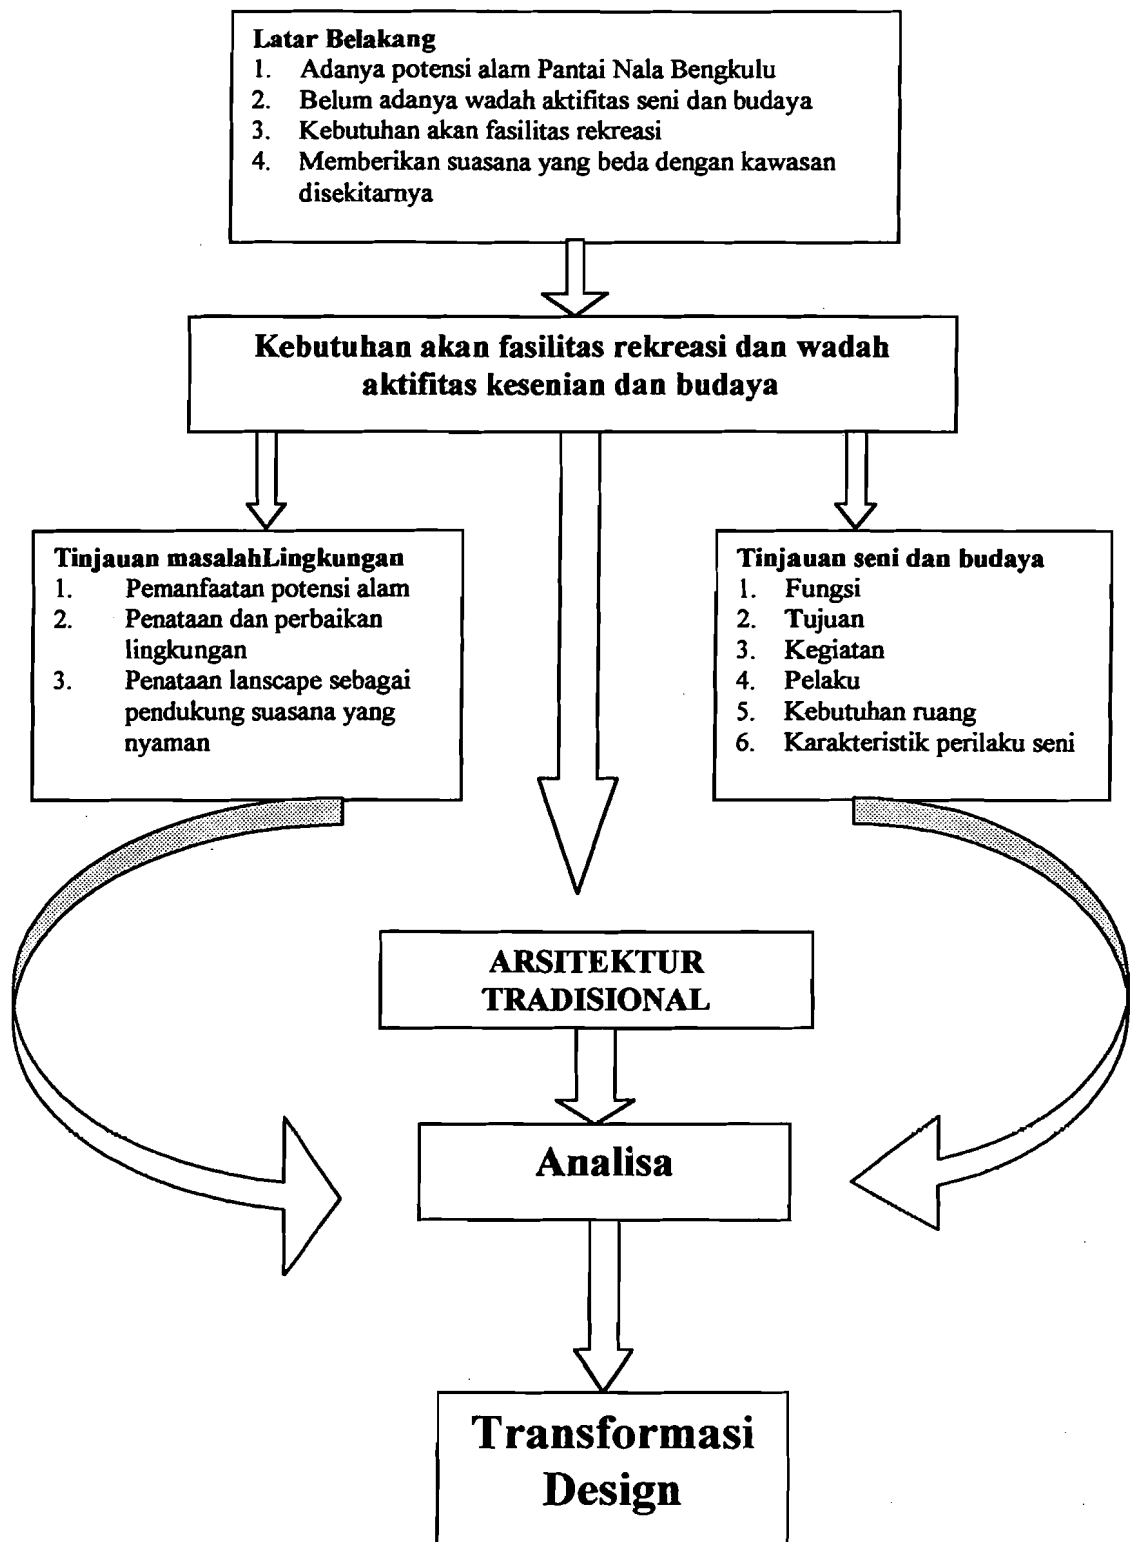 Latar Belakang
1. Adanya potensi alam Pantai Nala Bengkulu
2. Belum adanya wadah aktifitas seni dan budaya
3. Kebutuhan akan fasilitas rekreasi
4. Memberikan suasana yang beda dengan kawasan
disekitarnya
Kebutuhan akan fasilitas rekreasi dan wadah
aktifitas kesenian dan budaya
Tinjauan masalahLingkungan
1. Pemanfaatan potensi alam
2. Penataan dan perbaikan
lingkungan
3. Penataan lanscape sebagai
pendukung suasana yang
nyaman
Tinjauan seni dan budaya
1. Fungsi
2. Tujuan
3. Kegiatan
4. Pelaku
5. Kebutuhan ruang
6. Karakteristik perilaku seni
ARSITEKTUR
TRADISIONAL
Analisa
Transformasi
Design